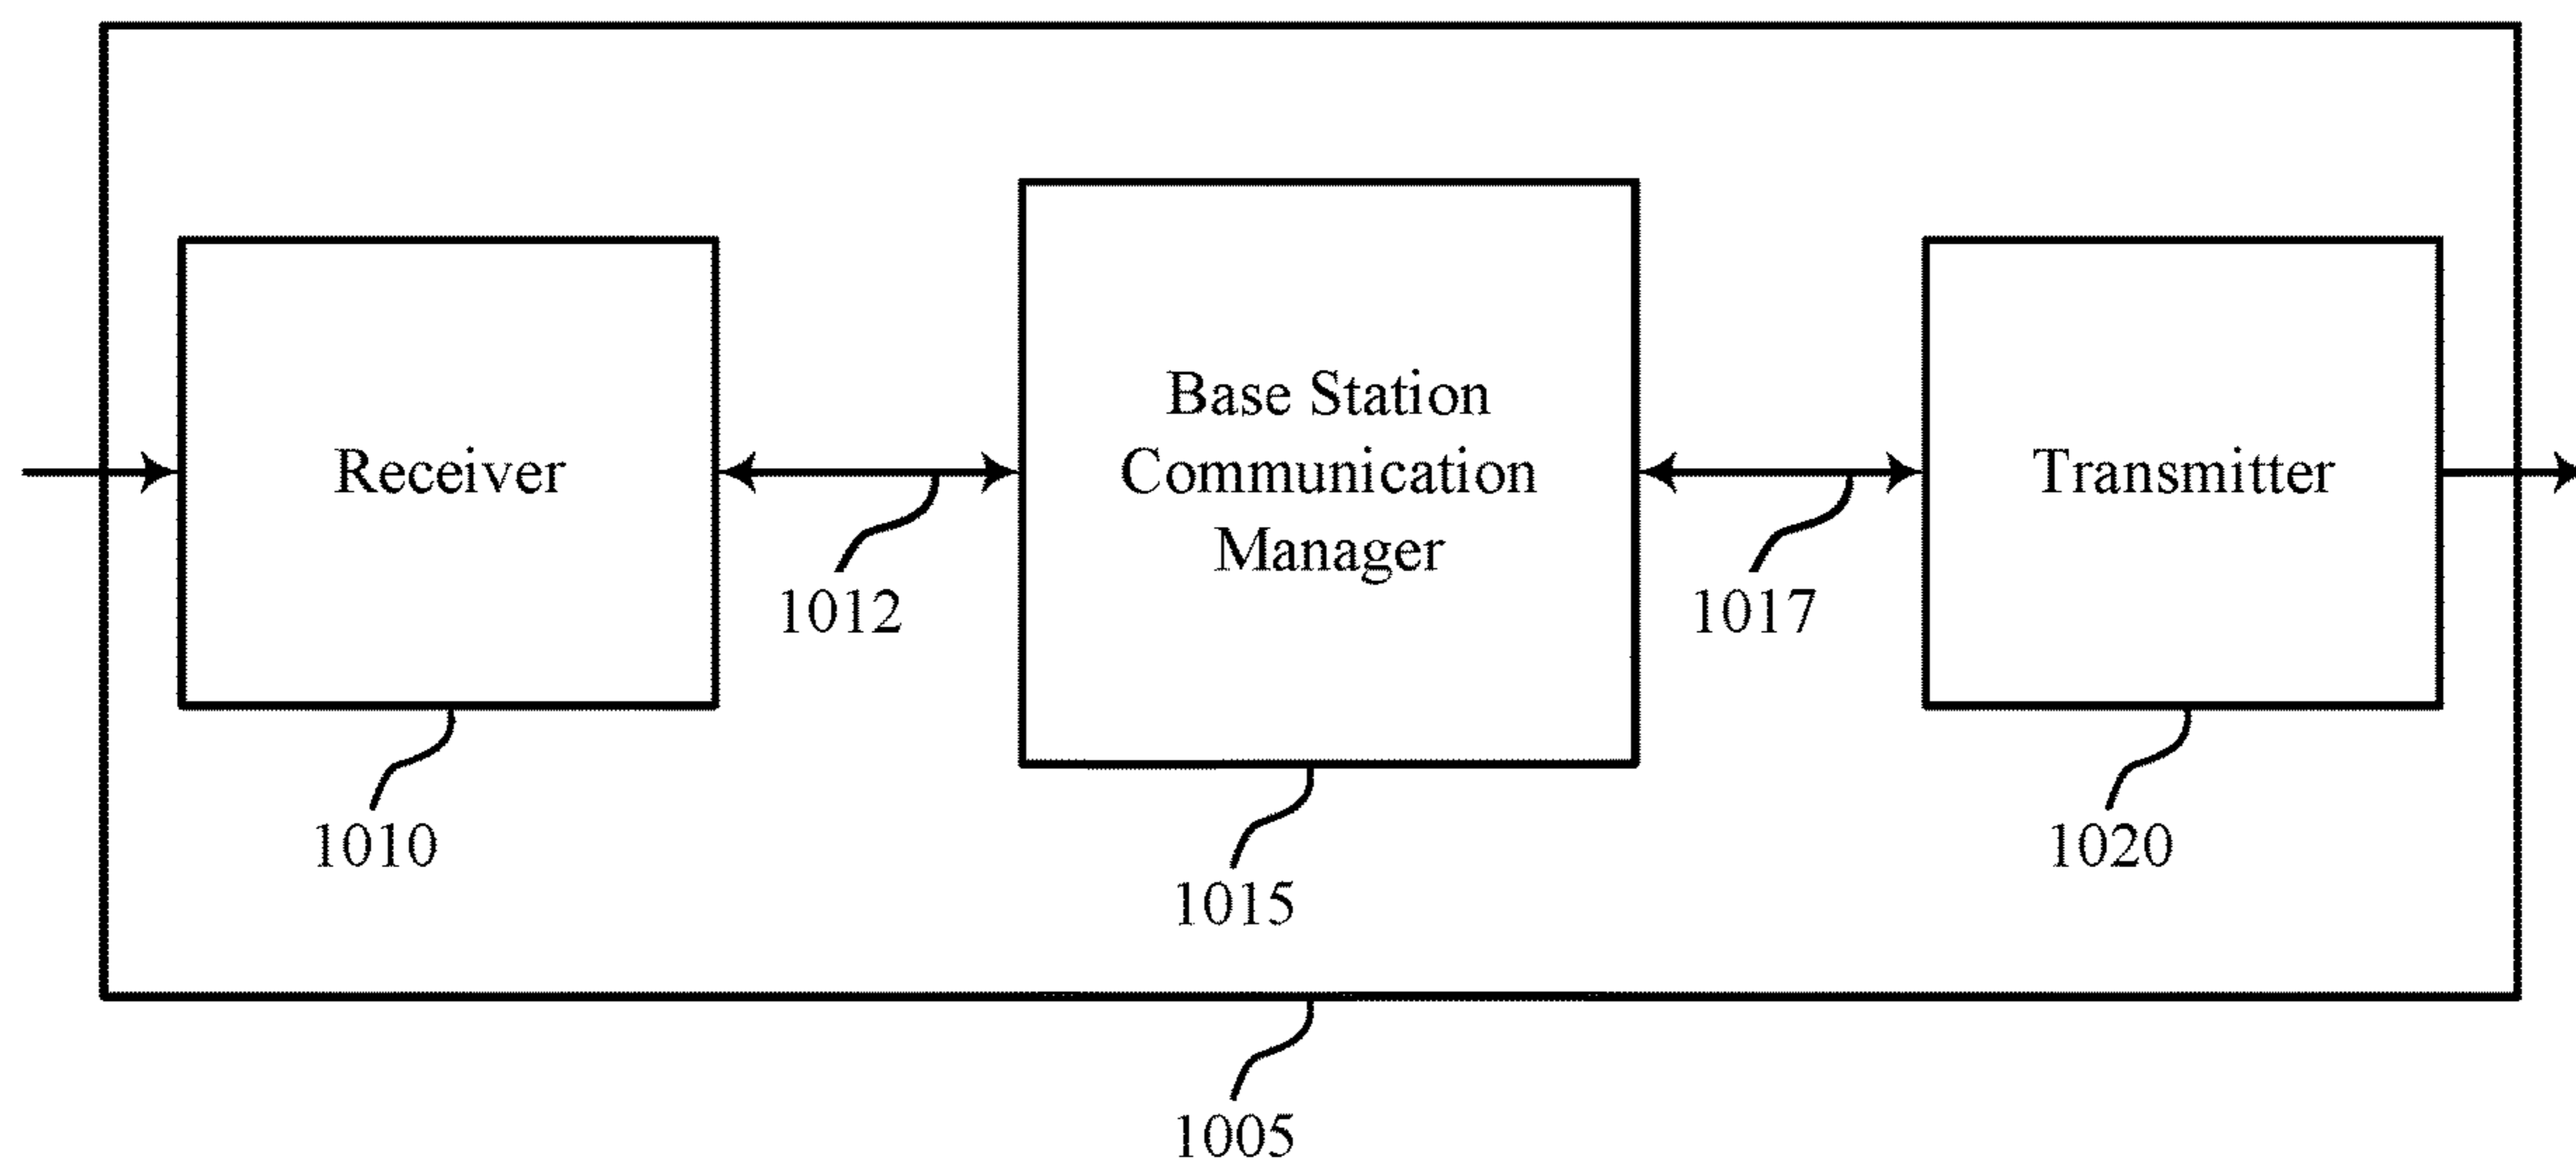 Receiver
Base Station
Communication
Manager
Transmitter
1012
1017
1010
1015
1020
1005